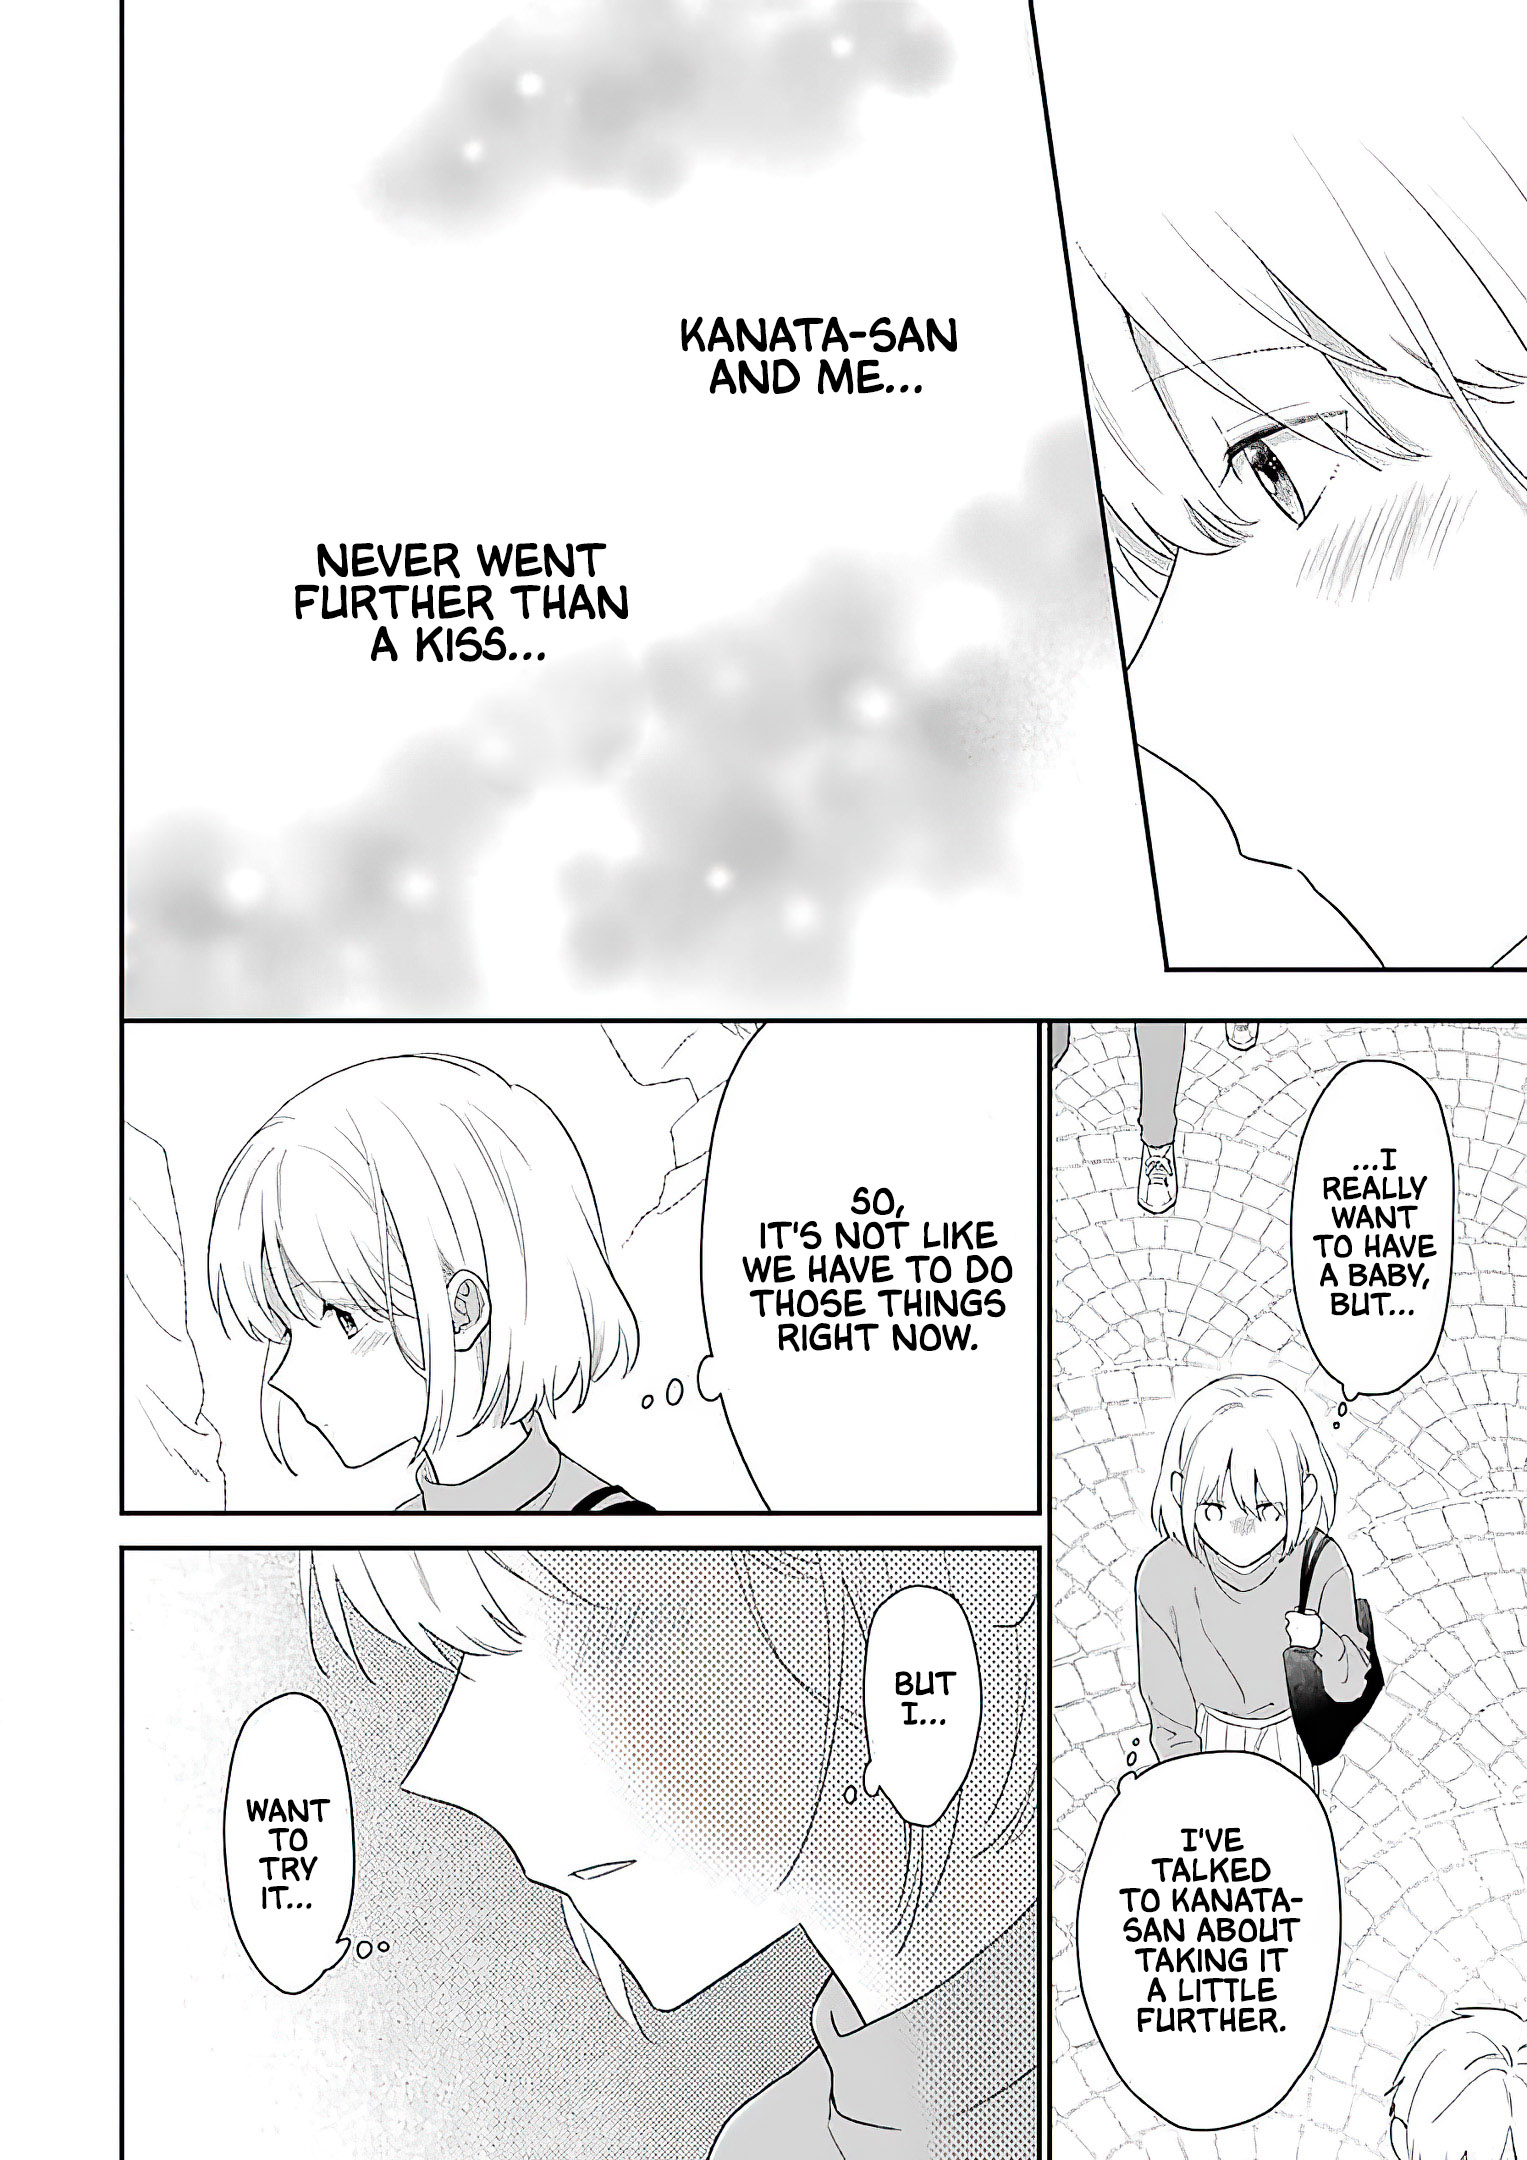 KANATA-SAN
AND ME...
NEVER WENT
FURTHER THAN
A KISS...
...I
REALLY
WANT
TO HAVE
A BABY,
BUT...
I'VE
TALKED
TO KANATA-
SAN ABOUT
TAKING IT
A LITTLE
FURTHER.
SO,
IT'S NOT LIKE
WE HAVE TO DO
THOSE THINGS
RIGHT NOW.
BUT
I...
WANT
TO
TRY
IT...